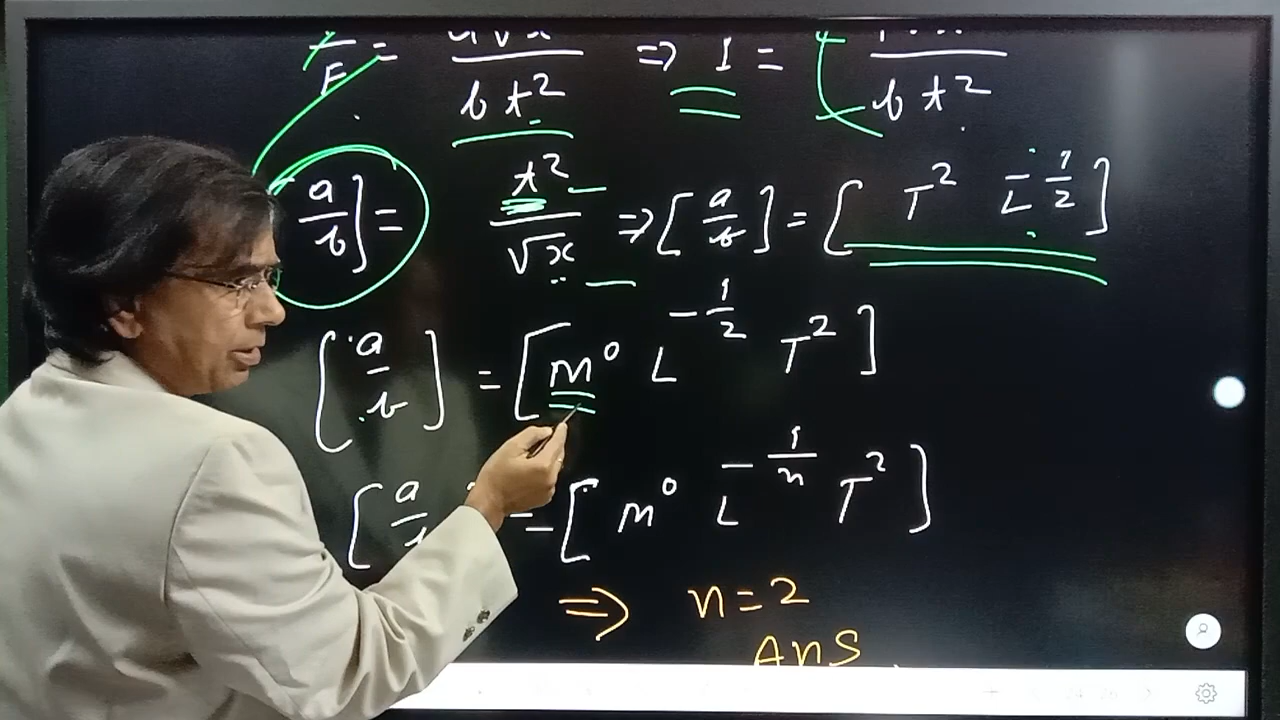 /F = a√x / b t² ⇒ 1 = / b t²
a/b] = t²/√x ⇒ [a/b] = [ T² L^-1/2 ]
[a/b] = [M⁰ L^-1/2 T²]
[a/ = [M⁰ L^-1/n T²]
⇒ n=2
Ans